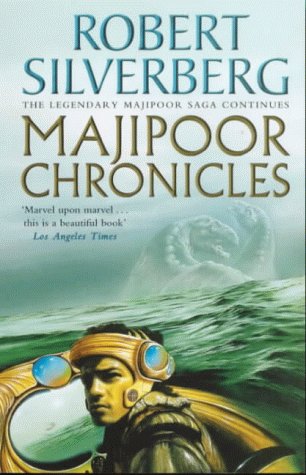 ROBERT
SILVERBERG
THE LEGENDARY MAJIPOOR SAGA CONTINUES
MAJIPOOR
CHRONICLES
'Marvel upon marvel . . .
this is a beautiful book'
Los Angeles Times